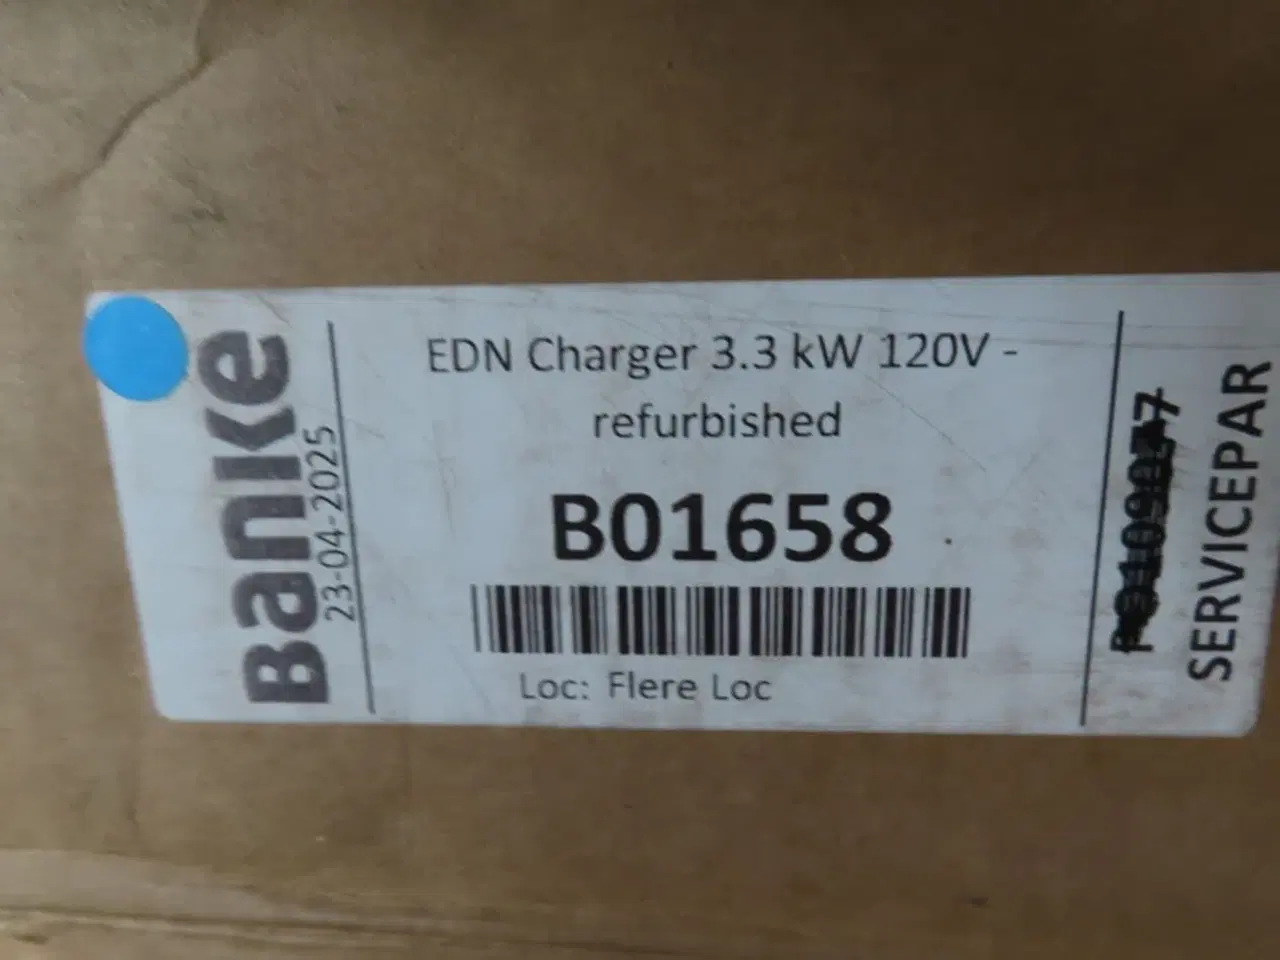 Banke
23-04-2025
EDN Charger 3.3 kW 120V -
refurbished
B01658
Loc: Flere Loc
SERVICEPAR